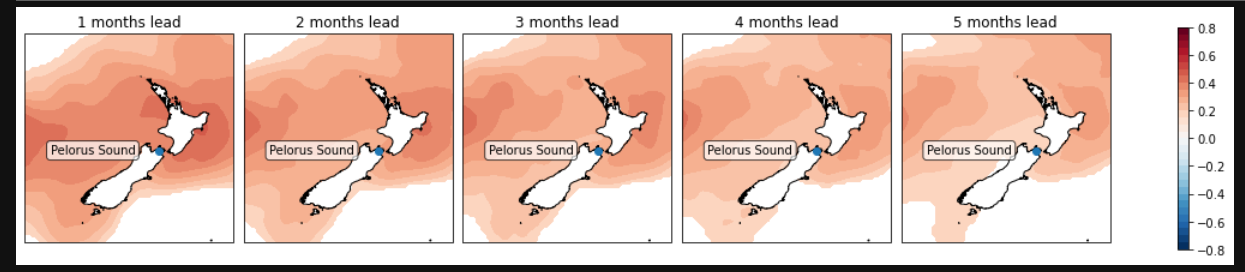 1 months lead
2 months lead
3 months lead
4 months lead
5 months lead
Pelorus Sound
Pelorus Sound
Pelorus Sound
Pelorus Sound
Pelorus Sound
0.8
0.6
0.4
0.2
0.0
−0.2
−0.4
−0.6
−0.8